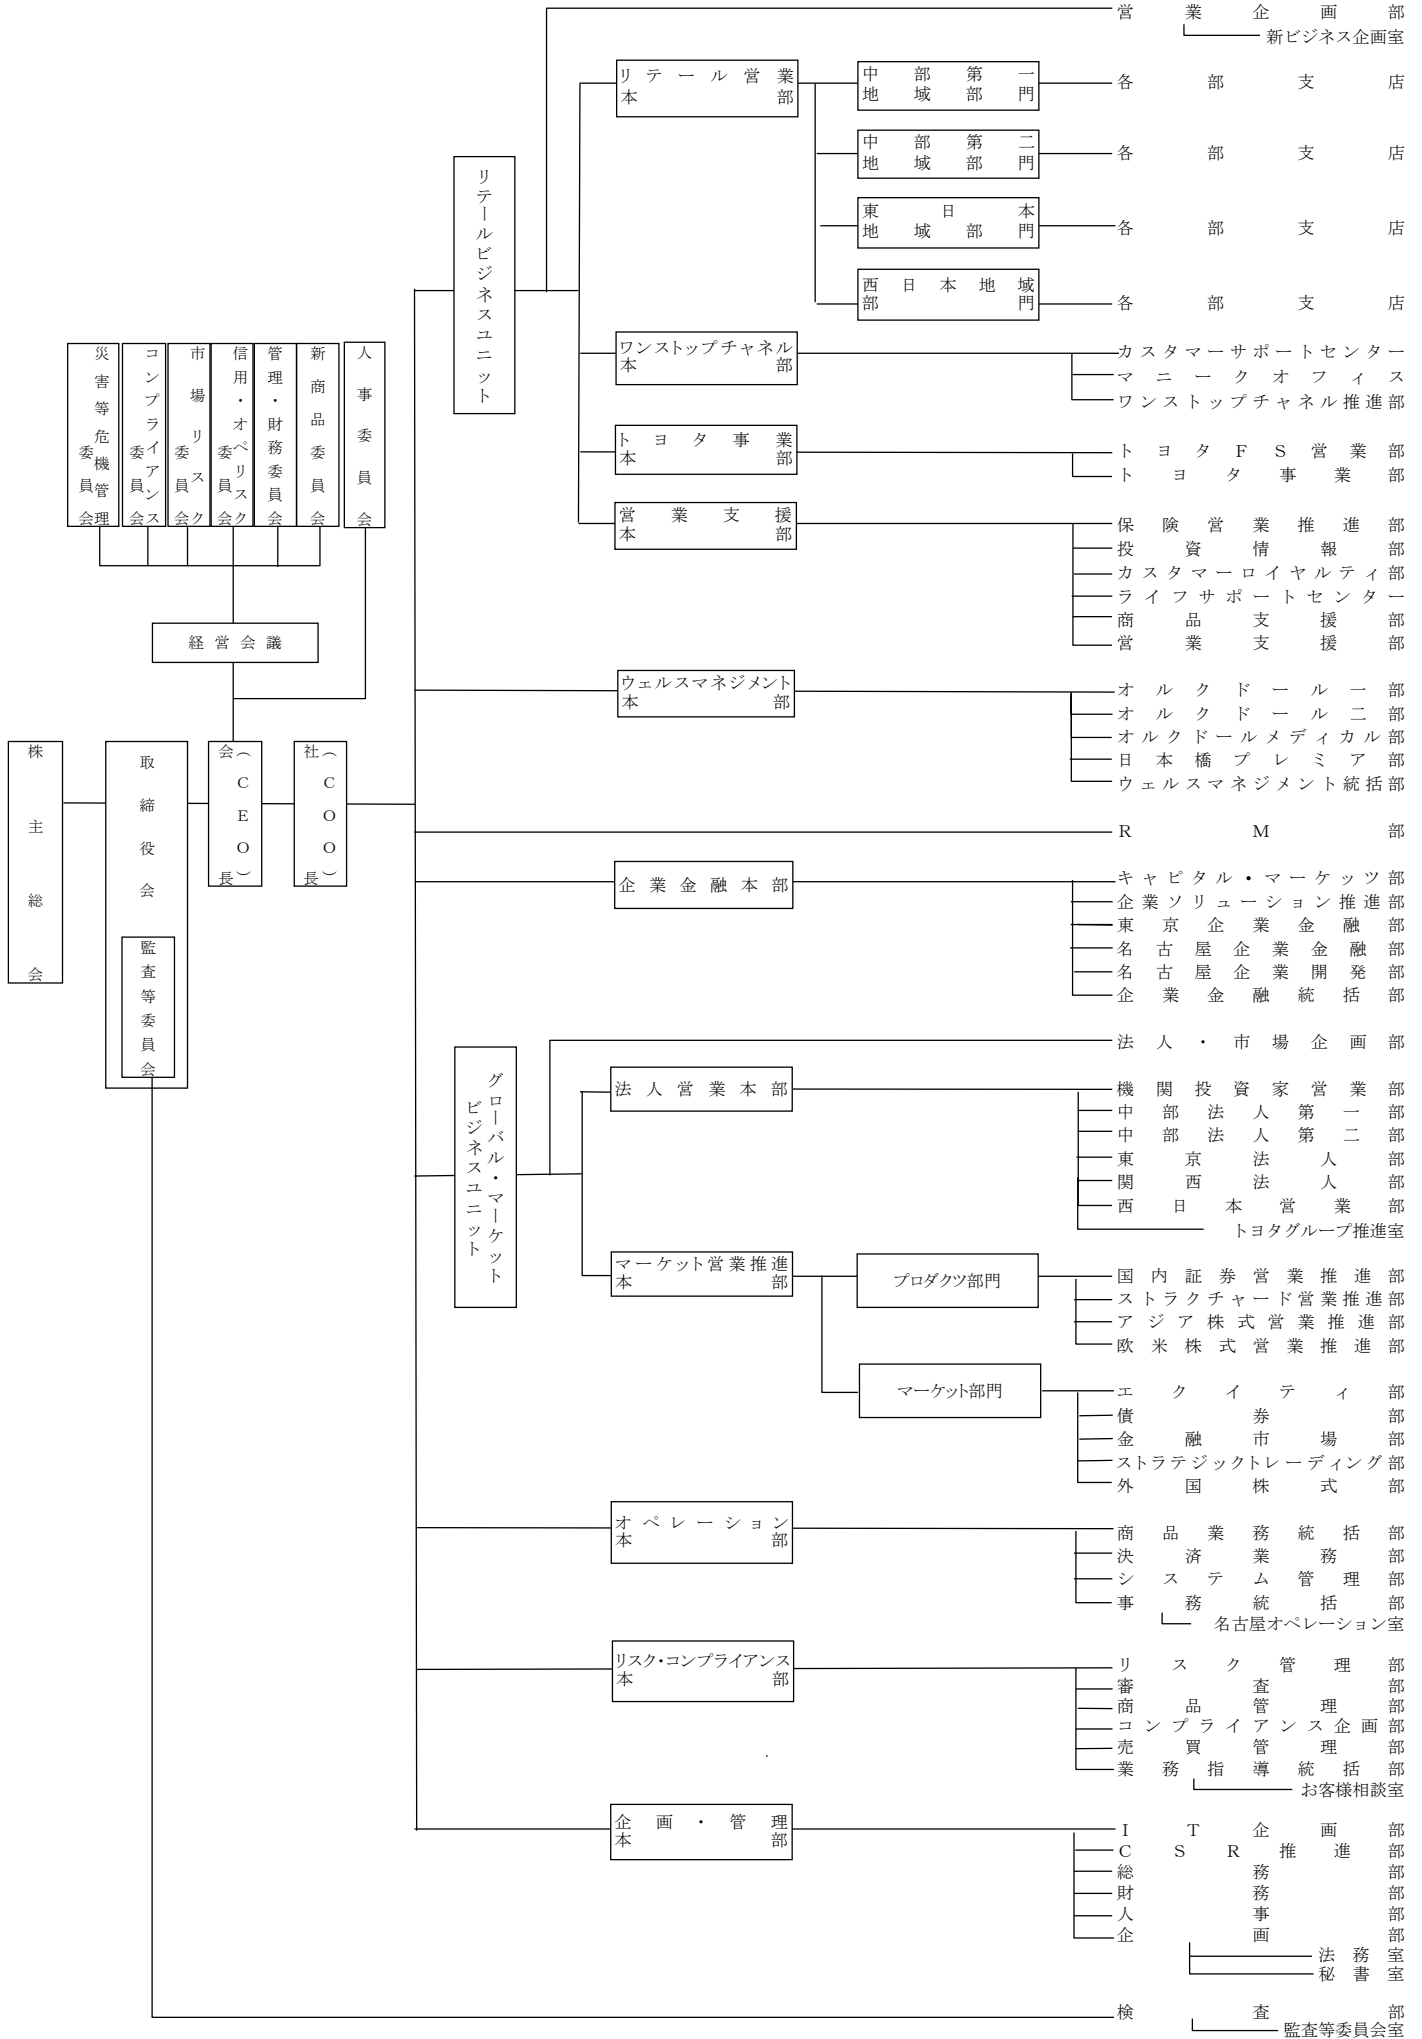 営業企画部
新ビジネス企画室
リテール営業
本部
中部第一
地域部門
各部支店
中部第二
地域部門
各部支店
東日本
地域部門
各部支店
西日本地域
部門
各部支店
リテールビジネスユニット
ワンストップチャネル
本部
カスタマーサポートセンター
マニークオフィス
ワンストップチャネル推進部
トヨタ事業
本部
トヨタFS営業部
トヨタ事業部
営業支援
本部
保険営業推進部
投資情報部
カスタマーロイヤルティ部
ライフサポートセンター
商品支援部
営業支援部
災害等危機管理
委員会
コンプライアンス
委員会
市場リスク
委員会
信用・オペリスク
委員会
管理・財務委員会
新商品委員会
人事委員会
経営会議
ウェルスマネジメント
本部
オルクドール一部
オルクドール二部
オルクドールメディカル部
日本橋プレミア部
ウェルスマネジメント統括部
株主総会
取締役会
監査等委員会
会長
（CEO）
社長
（COO）
RM部
企業金融本部
キャピタル・マーケッツ部
企業ソリューション推進部
東京企業金融部
名古屋企業金融部
名古屋企業開発部
企業金融統括部
グローバル・マーケット
ビジネスユニット
法人・市場企画部
法人営業本部
機関投資家営業部
中部法人第一部
中部法人第二部
東京法人部
関西法人部
西日本営業部
トヨタグループ推進室
マーケット営業推進
本部
プロダクツ部門
国内証券営業推進部
ストラクチャード営業推進部
アジア株式営業推進部
欧米株式営業推進部
マーケット部門
エクイティ部
債券部
金融市場部
ストラテジックトレーディング部
外国株式部
オペレーション
本部
商品業務統括部
決済業務部
システム管理部
事務統括部
名古屋オペレーション室
リスク・コンプライアンス
本部
リスク管理部
審査部
商品管理部
コンプライアンス企画部
売買管理部
業務指導統括部
お客様相談室
企画・管理
本部
IT企画部
CSR推進部
総務部
財務部
人事部
企画部
法務室
秘書室
検査部
監査等委員会室